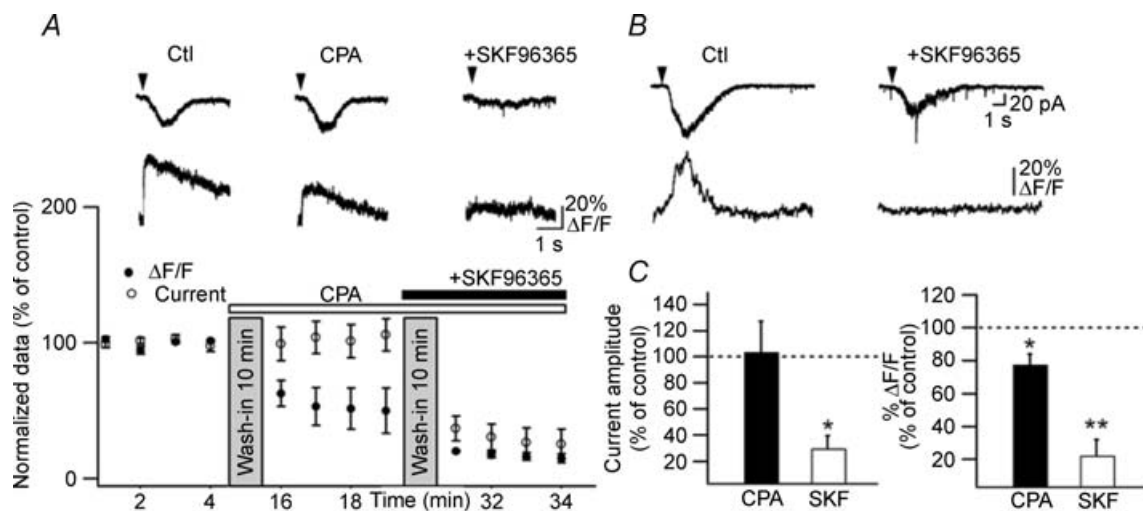 A
Ctl
CPA
+SKF96365
20%
ΔF/F
1 s
Normalized data (% of control)
200
100
0
ΔF/F
Current
+SKF96365
CPA
Wash-in 10 min
Wash-in 10 min
2
4
16
18
Time (min)
32
34
B
Ctl
+SKF96365
20 pA
1 s
20%
ΔF/F
C
Current amplitude
(% of control)
140
120
100
80
60
40
20
*
CPA
SKF
% ΔF/F
(% of control)
120
100
80
60
40
20
*
**
CPA
SKF